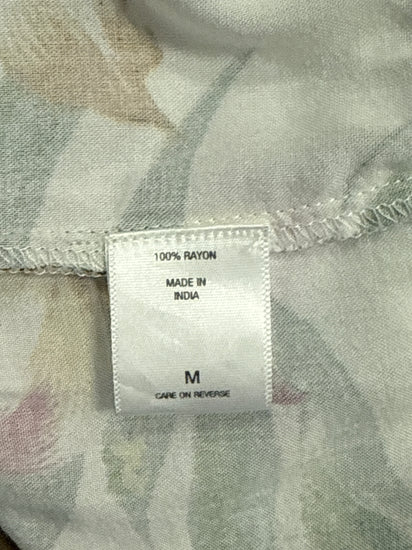 100% RAYON
MADE IN
INDIA
M
CARE ON REVERSE